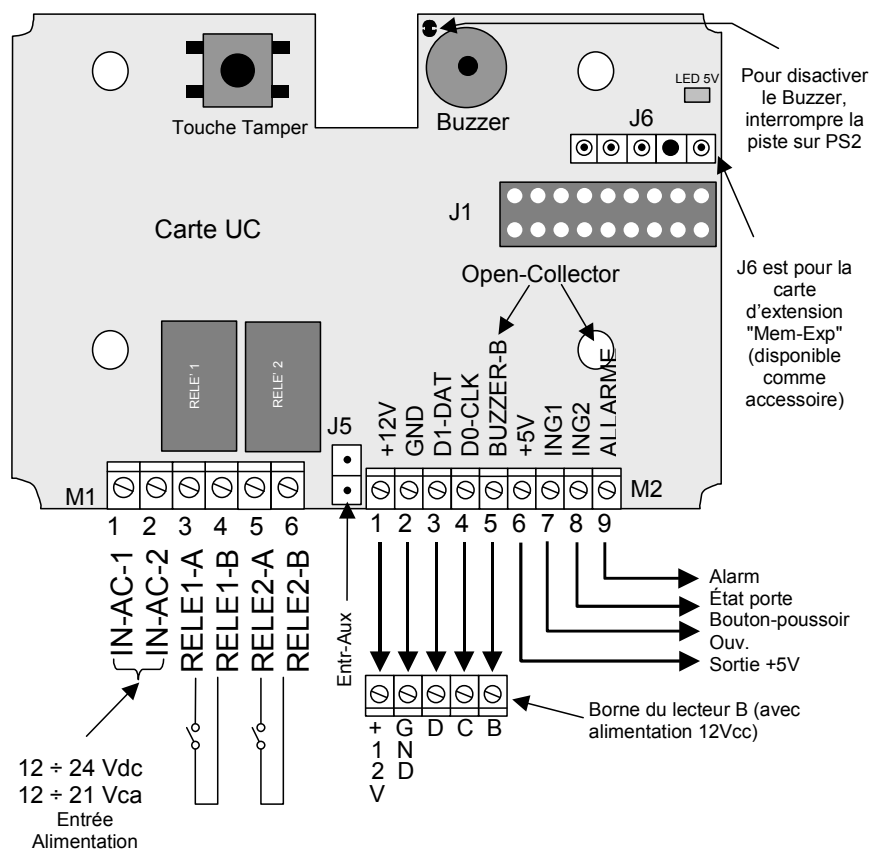 LED 5V
Pour disactiver
le Buzzer,
interrompre la
piste sur PS2
Touche Tamper
Buzzer
J6
J1
Carte UC
Open-Collector
J6 est pour la
carte
d'extension
"Mem-Exp"
(disponible
comme
accessoire)
RELE' 1
RELE' 2
J5
+12V
GND
D1-DAT
D0-CLK
BUZZER-B
+5V
ING1
ING2
ALLARME
M1
M2
1 2 3 4 5 6
1 2 3 4 5 6 7 8 9
IN-AC-1
IN-AC-2
RELE1-A
RELE1-B
RELE2-A
RELE2-B
Entr-Aux
Alarm
État porte
Bouton-poussoir
Ouv.
Sortie +5V
+12V
GND
D
C
B
Borne du lecteur B (avec
alimentation 12Vcc)
12 ÷ 24 Vdc
12 ÷ 21 Vca
Entrée
Alimentation